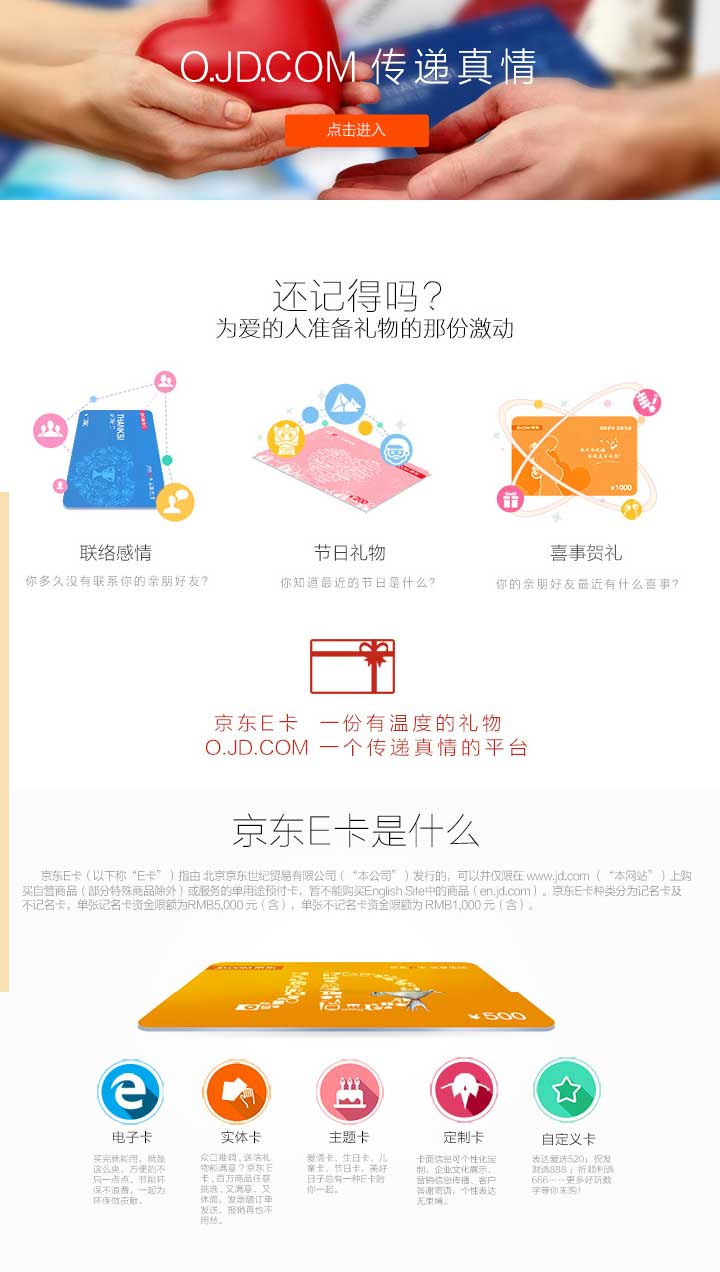 O.JD.COM 传递真情
点击进入
还记得吗？
为爱的人准备礼物的那份激动
THANKS!
¥200
¥1000
联络感情
节日礼物
喜事贺礼
你多久没有联系你的亲朋好友？
你知道最近的节日是什么？
你的亲朋好友最近有什么喜事？
京东E卡 一份有温度的礼物
O.JD.COM 一个传递真情的平台
京东E卡是什么
京东E卡（以下称“E卡”）指由 北京京东世纪贸易有限公司（“本公司”）发行的，可以并仅限在 www.jd.com（“本网站”）上购
买自营商品（部分特殊商品除外）或服务的单用途预付卡，暂不能购买English Site中的商品（en.jd.com）。京东E卡种类分为记名卡及
不记名卡，单张记名卡资金限额为RMB5,000 元（含），单张不记名卡资金限额为 RMB1,000 元（含）。
JD.COM 京东
¥500
电子卡
买完就能用，就是
这么爽，方便的不
只一点点。节能环
保不浪费，一起为
环保做贡献。
实体卡
众口难调，送啥礼
物能满意？京东E
卡，百万商品任意
挑选，又满意、又
体面，发票随订单
发送，报销再也不
用愁。
主题卡
爱情卡、生日卡、儿
童卡、节日卡。美好
日子总有一种E卡陪
你一起。
定制卡
卡面信息可个性化定
制，企业文化展示、
营销信息传播、客户
答谢寄语，个性表达
无束缚。
自定义卡
表达爱选520；祝发
财选888；祈顺利选
666……更多好玩数
字等你来购！